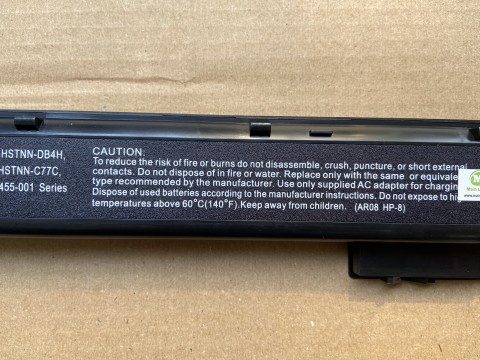 HSTNN-DB4H,
HSTNN-C77C,
455-001 Series
CAUTION:
To reduce the risk of fire or burns do not disassemble, crush, puncture, or short external
contacts. Do not dispose of in fire or water. Replace only with the same or equivale
type recommended by the manufacturer. Use only supplied AC adapter for chargin
Dispose of used batteries according to the manufacturer instructions. Do not expose to hig
temperatures above 60°C(140°F).Keep away from children. (AR08 HP-8)